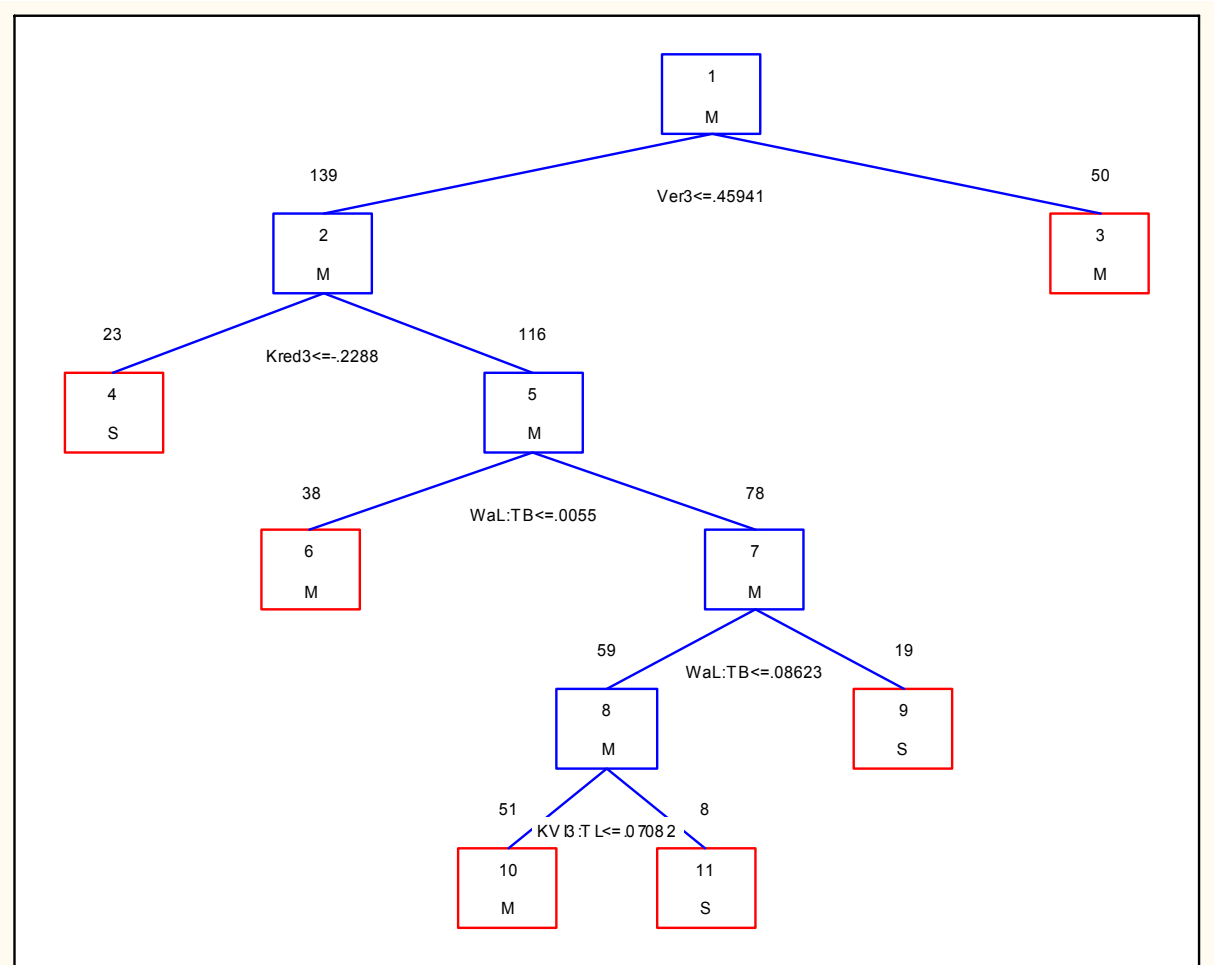 1
M
139
50
Ver3<=.45941
2
M
3
M
23
116
Kred3<=-.2288
4
S
5
M
38
78
WaL:TB<=.0055
6
M
7
M
59
19
WaL:TB<=.08623
8
M
9
S
51
8
KVI3:TL<=.07082
10
M
11
S